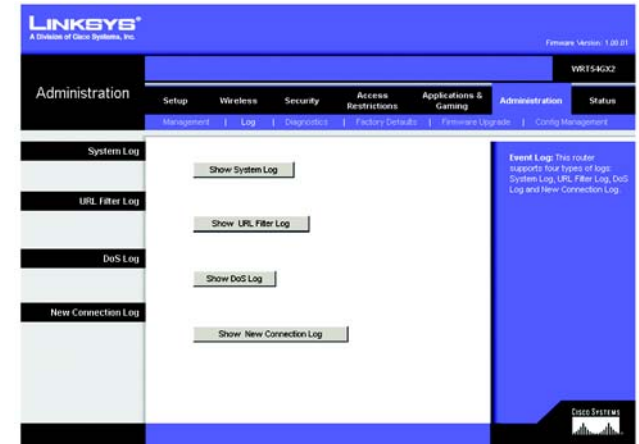 LINKSYS®
A Division of Cisco Systems, Inc.
Firmware Version: 1.00.01
WRT54GX2
Administration
Setup Wireless Security Access Restrictions Applications & Gaming Administration Status
Management | Log | Diagnostics | Factory Defaults | Firmware Upgrade | Config Management
System Log
Show System Log
Event Log: This router
supports four types of logs:
System Log, URL Filter Log, DoS
Log and New Connection Log.
URL Filter Log
Show URL Filter Log
DoS Log
Show DoS Log
New Connection Log
Show New Connection Log
CISCO SYSTEMS